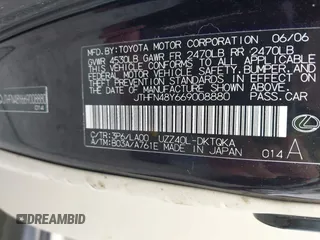 MFD BY:TOYOTA MOTOR CORPORATION 06/06
GVWR 4530LB GAWR FR 2470LB RR 2470LB
THIS VEHICLE CONFORMS TO ALL APPLICABLE
FEDERAL MOTOR VEHICLE SAFETY, BUMPER, AND
THEFT PREVENTION STANDARDS IN EFFECT ON
THE DATE OF MANUFACTURE SHOWN ABOVE.
JTHFN48Y669008880 PASS.CAR
C/TR:3P6/LA00 UZZ40L-DKTQKA
A/TM:B03A/A761E MADE IN JAPAN 014A
JTHFN48Y669008880
DREAMBID